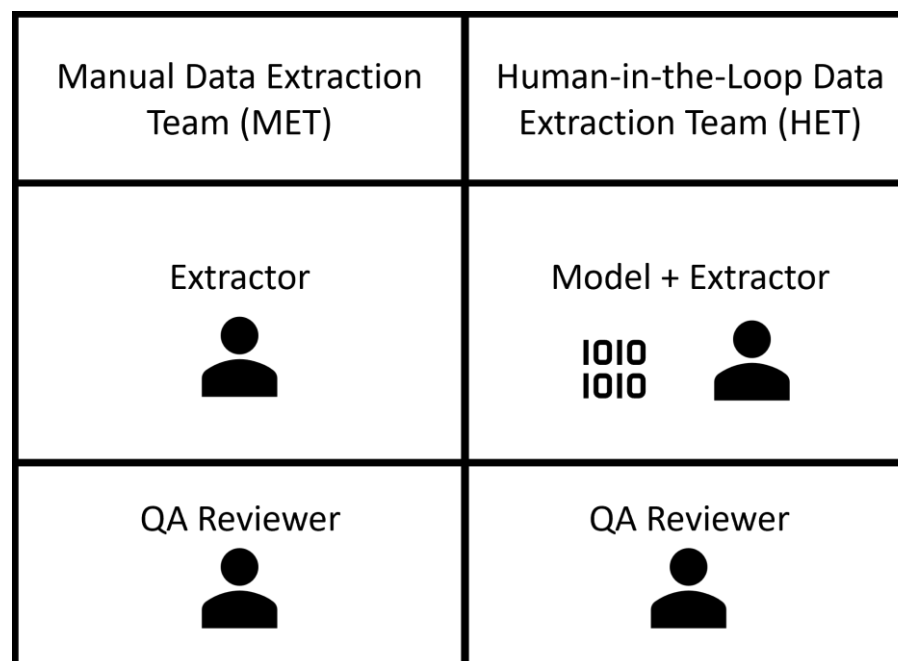 Manual Data Extraction
Team (MET)
Human-in-the-Loop Data
Extraction Team (HET)
Extractor
Model + Extractor
1010
1010
QA Reviewer
QA Reviewer